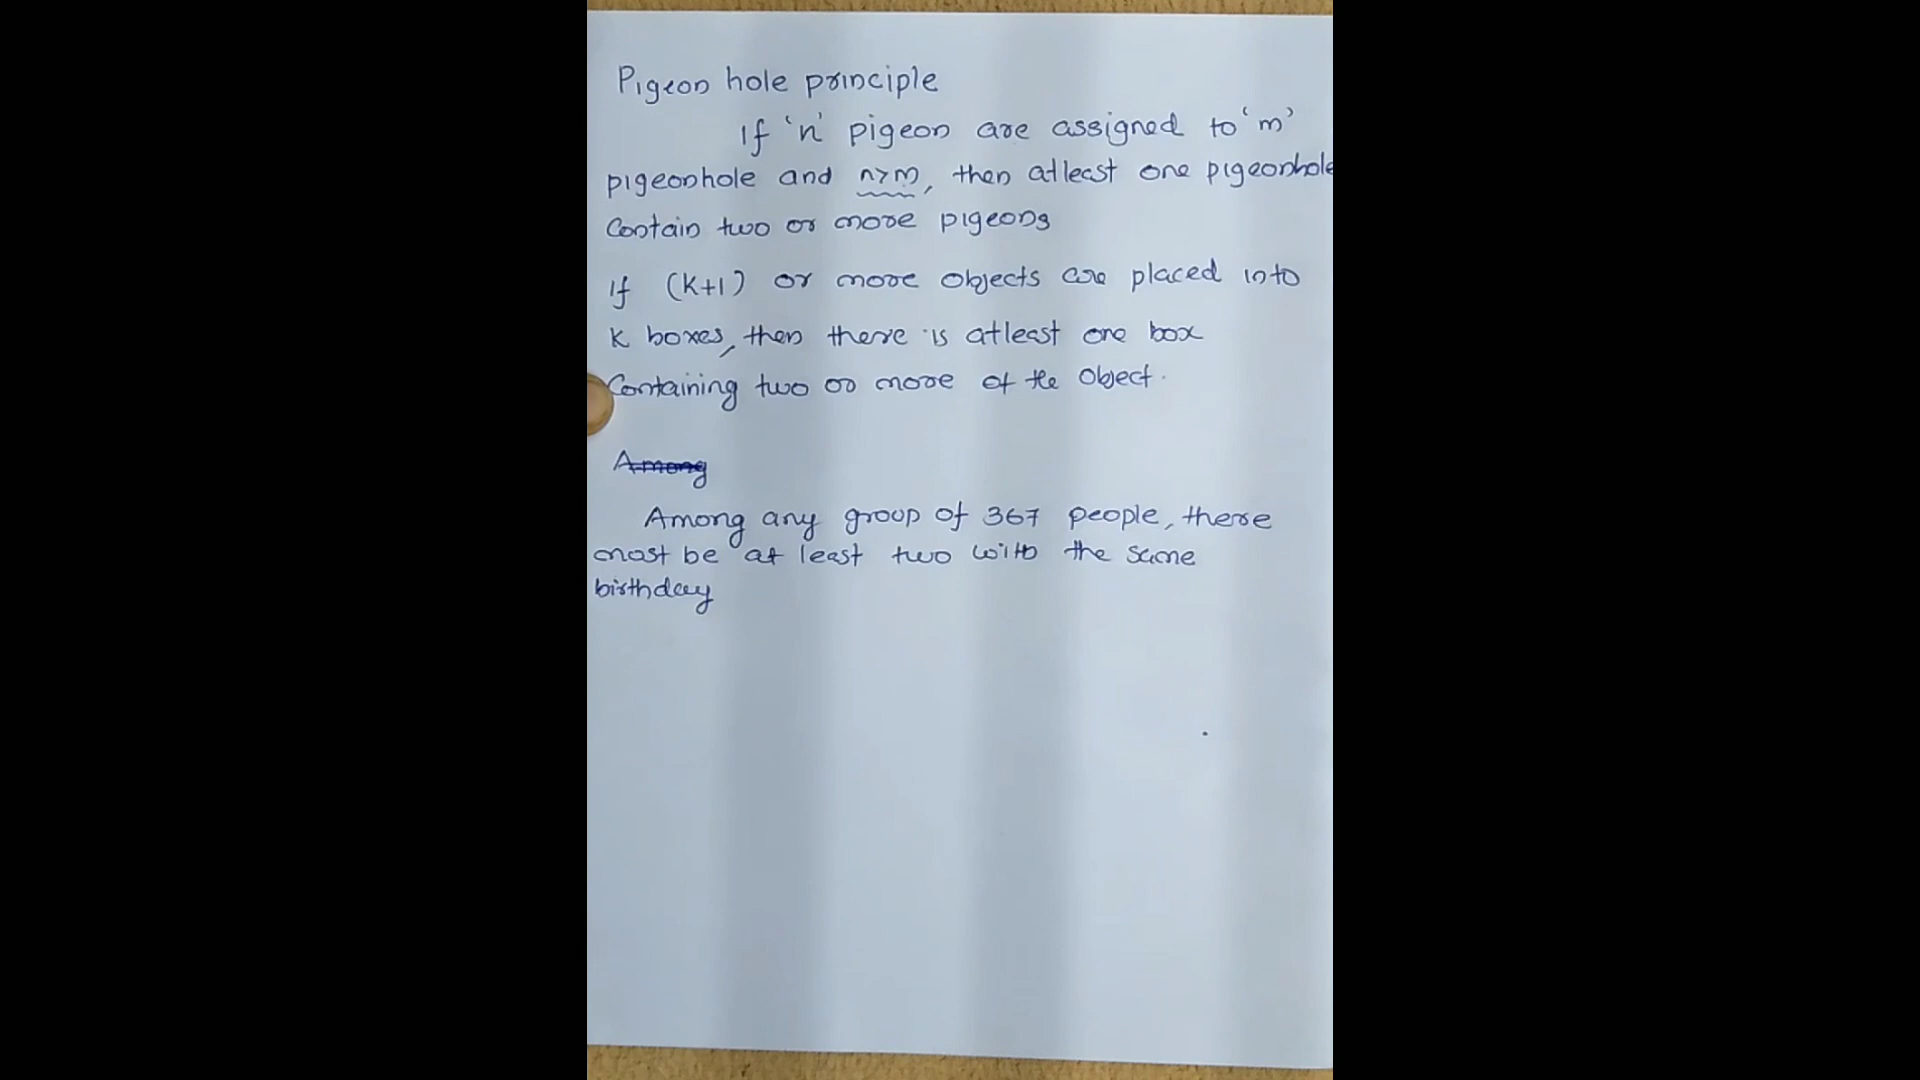 Pigeon hole principle
If 'n' pigeon are assigned to 'm'
pigeonhole and n>m, then atleast one pigeonhole
Contain two or more pigeons
If (K+1) or more objects are placed into
K boxes, then there is atleast one box
Containing two or more of the Object.
Among
Among any group of 367 people, there
most be at least two with the same
birthday